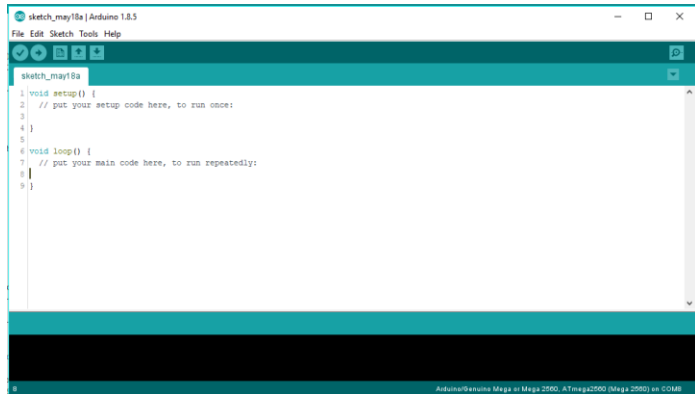 sketch_may18a | Arduino 1.8.5
File Edit Sketch Tools Help
sketch_may18a
1 void setup() {
2   // put your setup code here, to run once:
3
4 }
5
6 void loop() {
7   // put your main code here, to run repeatedly:
8
9 }
8 Arduino/Genuino Mega or Mega 2560, ATmega2560 (Mega 2560) on COM8